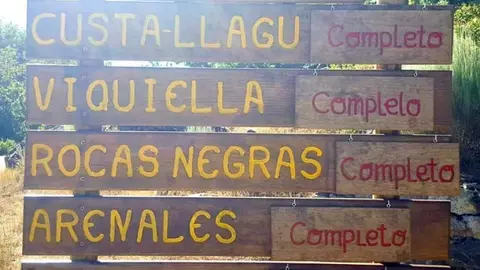 CUSTA-LLAGU Completo
VIQUIELLA Completo
ROCAS NEGRAS Completo
ARENALES Completo